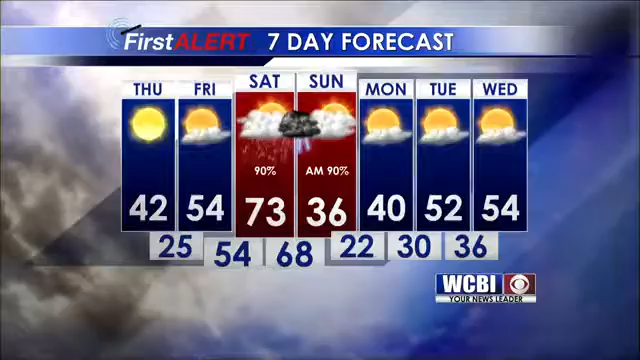 FirstALERT 7 DAY FORECAST
THU FRI SAT SUN MON TUE WED
90% AM 90%
42 54 73 36 40 52 54
25 54 68 22 30 36
WCBI
YOUR NEWS LEADER